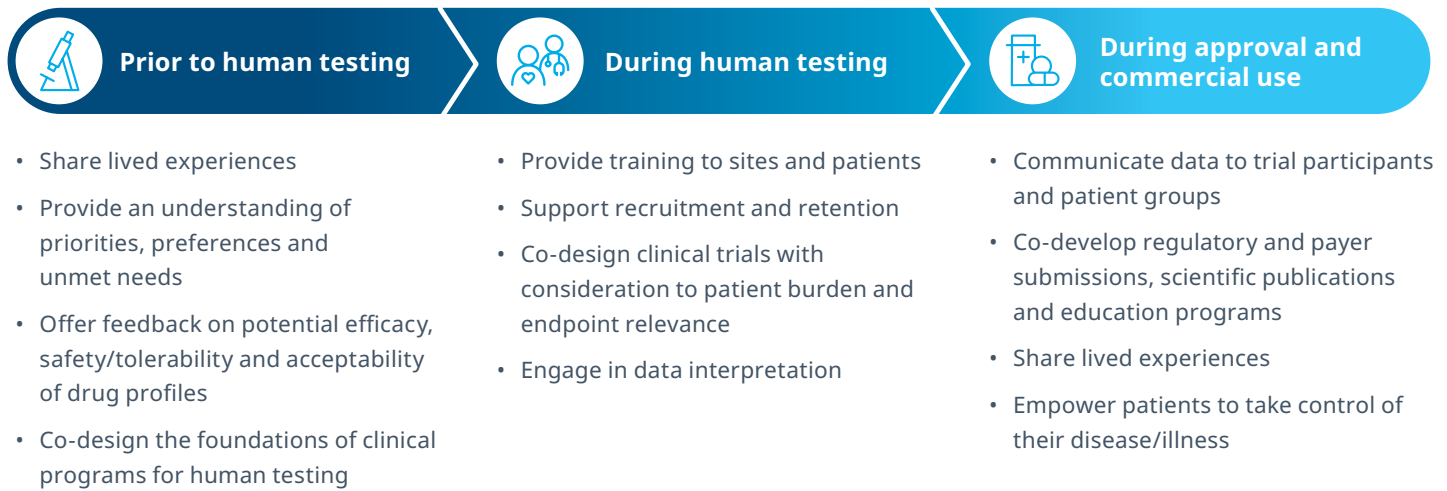 Prior to human testing
• Share lived experiences
• Provide an understanding of
priorities, preferences and
unmet needs
• Offer feedback on potential efficacy,
safety/tolerability and acceptability
of drug profiles
• Co-design the foundations of clinical
programs for human testing
During human testing
• Provide training to sites and patients
• Support recruitment and retention
• Co-design clinical trials with
consideration to patient burden and
endpoint relevance
• Engage in data interpretation
During approval and
commercial use
• Communicate data to trial participants
and patient groups
• Co-develop regulatory and payer
submissions, scientific publications
and education programs
• Share lived experiences
• Empower patients to take control of
their disease/illness